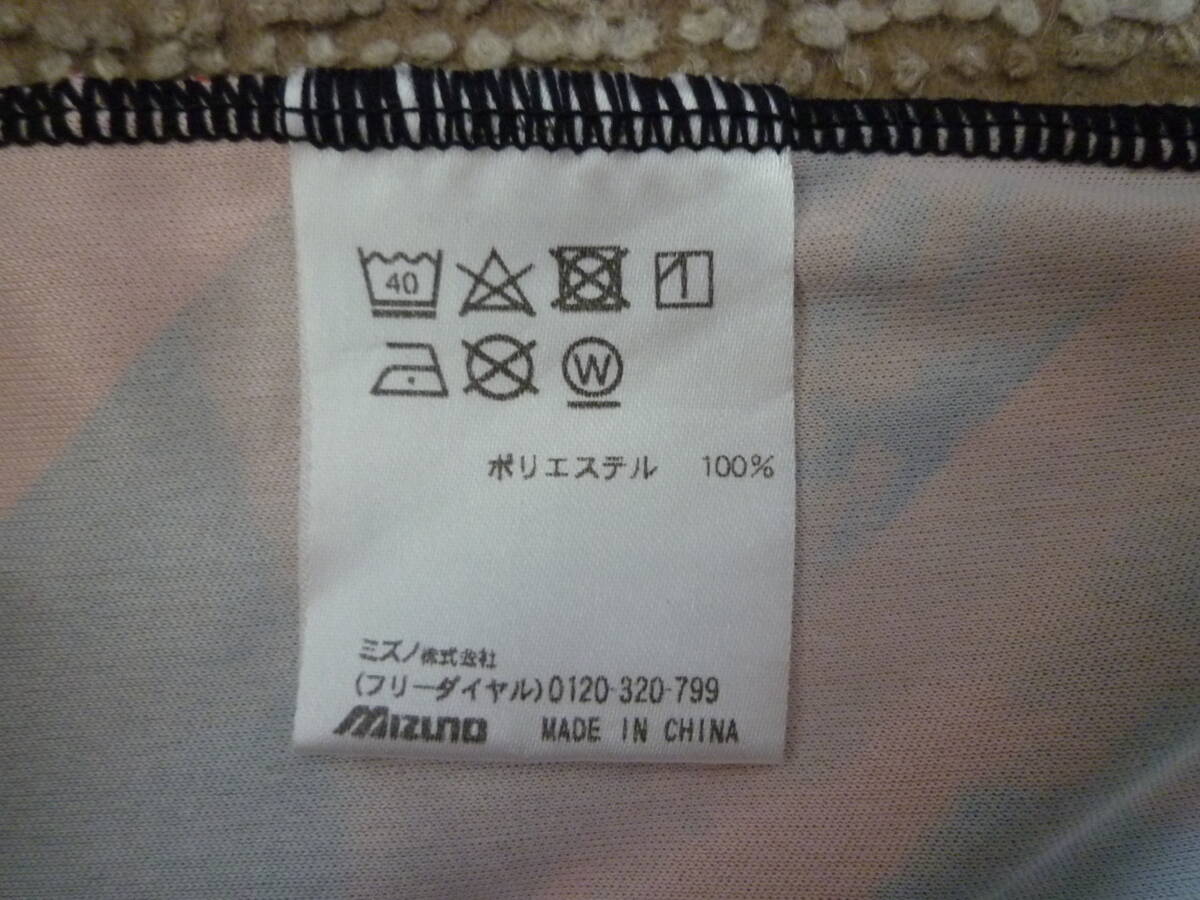 40
W
ポリエステル 100%
ミズノ株式会社
(フリーダイヤル)0120-320-799
MIZUNO MADE IN CHINA